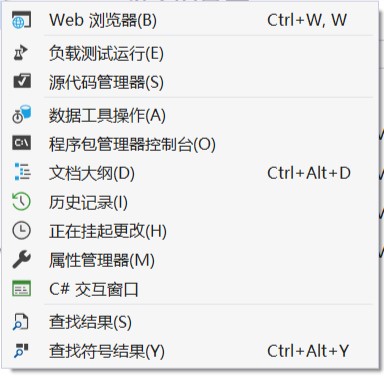 Web 浏览器(B) Ctrl+W, W
负载测试运行(E)
源代码管理器(S)
数据工具操作(A)
程序包管理器控制台(O)
文档大纲(D) Ctrl+Alt+D
历史记录(I)
正在挂起更改(H)
属性管理器(M)
C# 交互窗口
查找结果(S)
查找符号结果(Y) Ctrl+Alt+Y